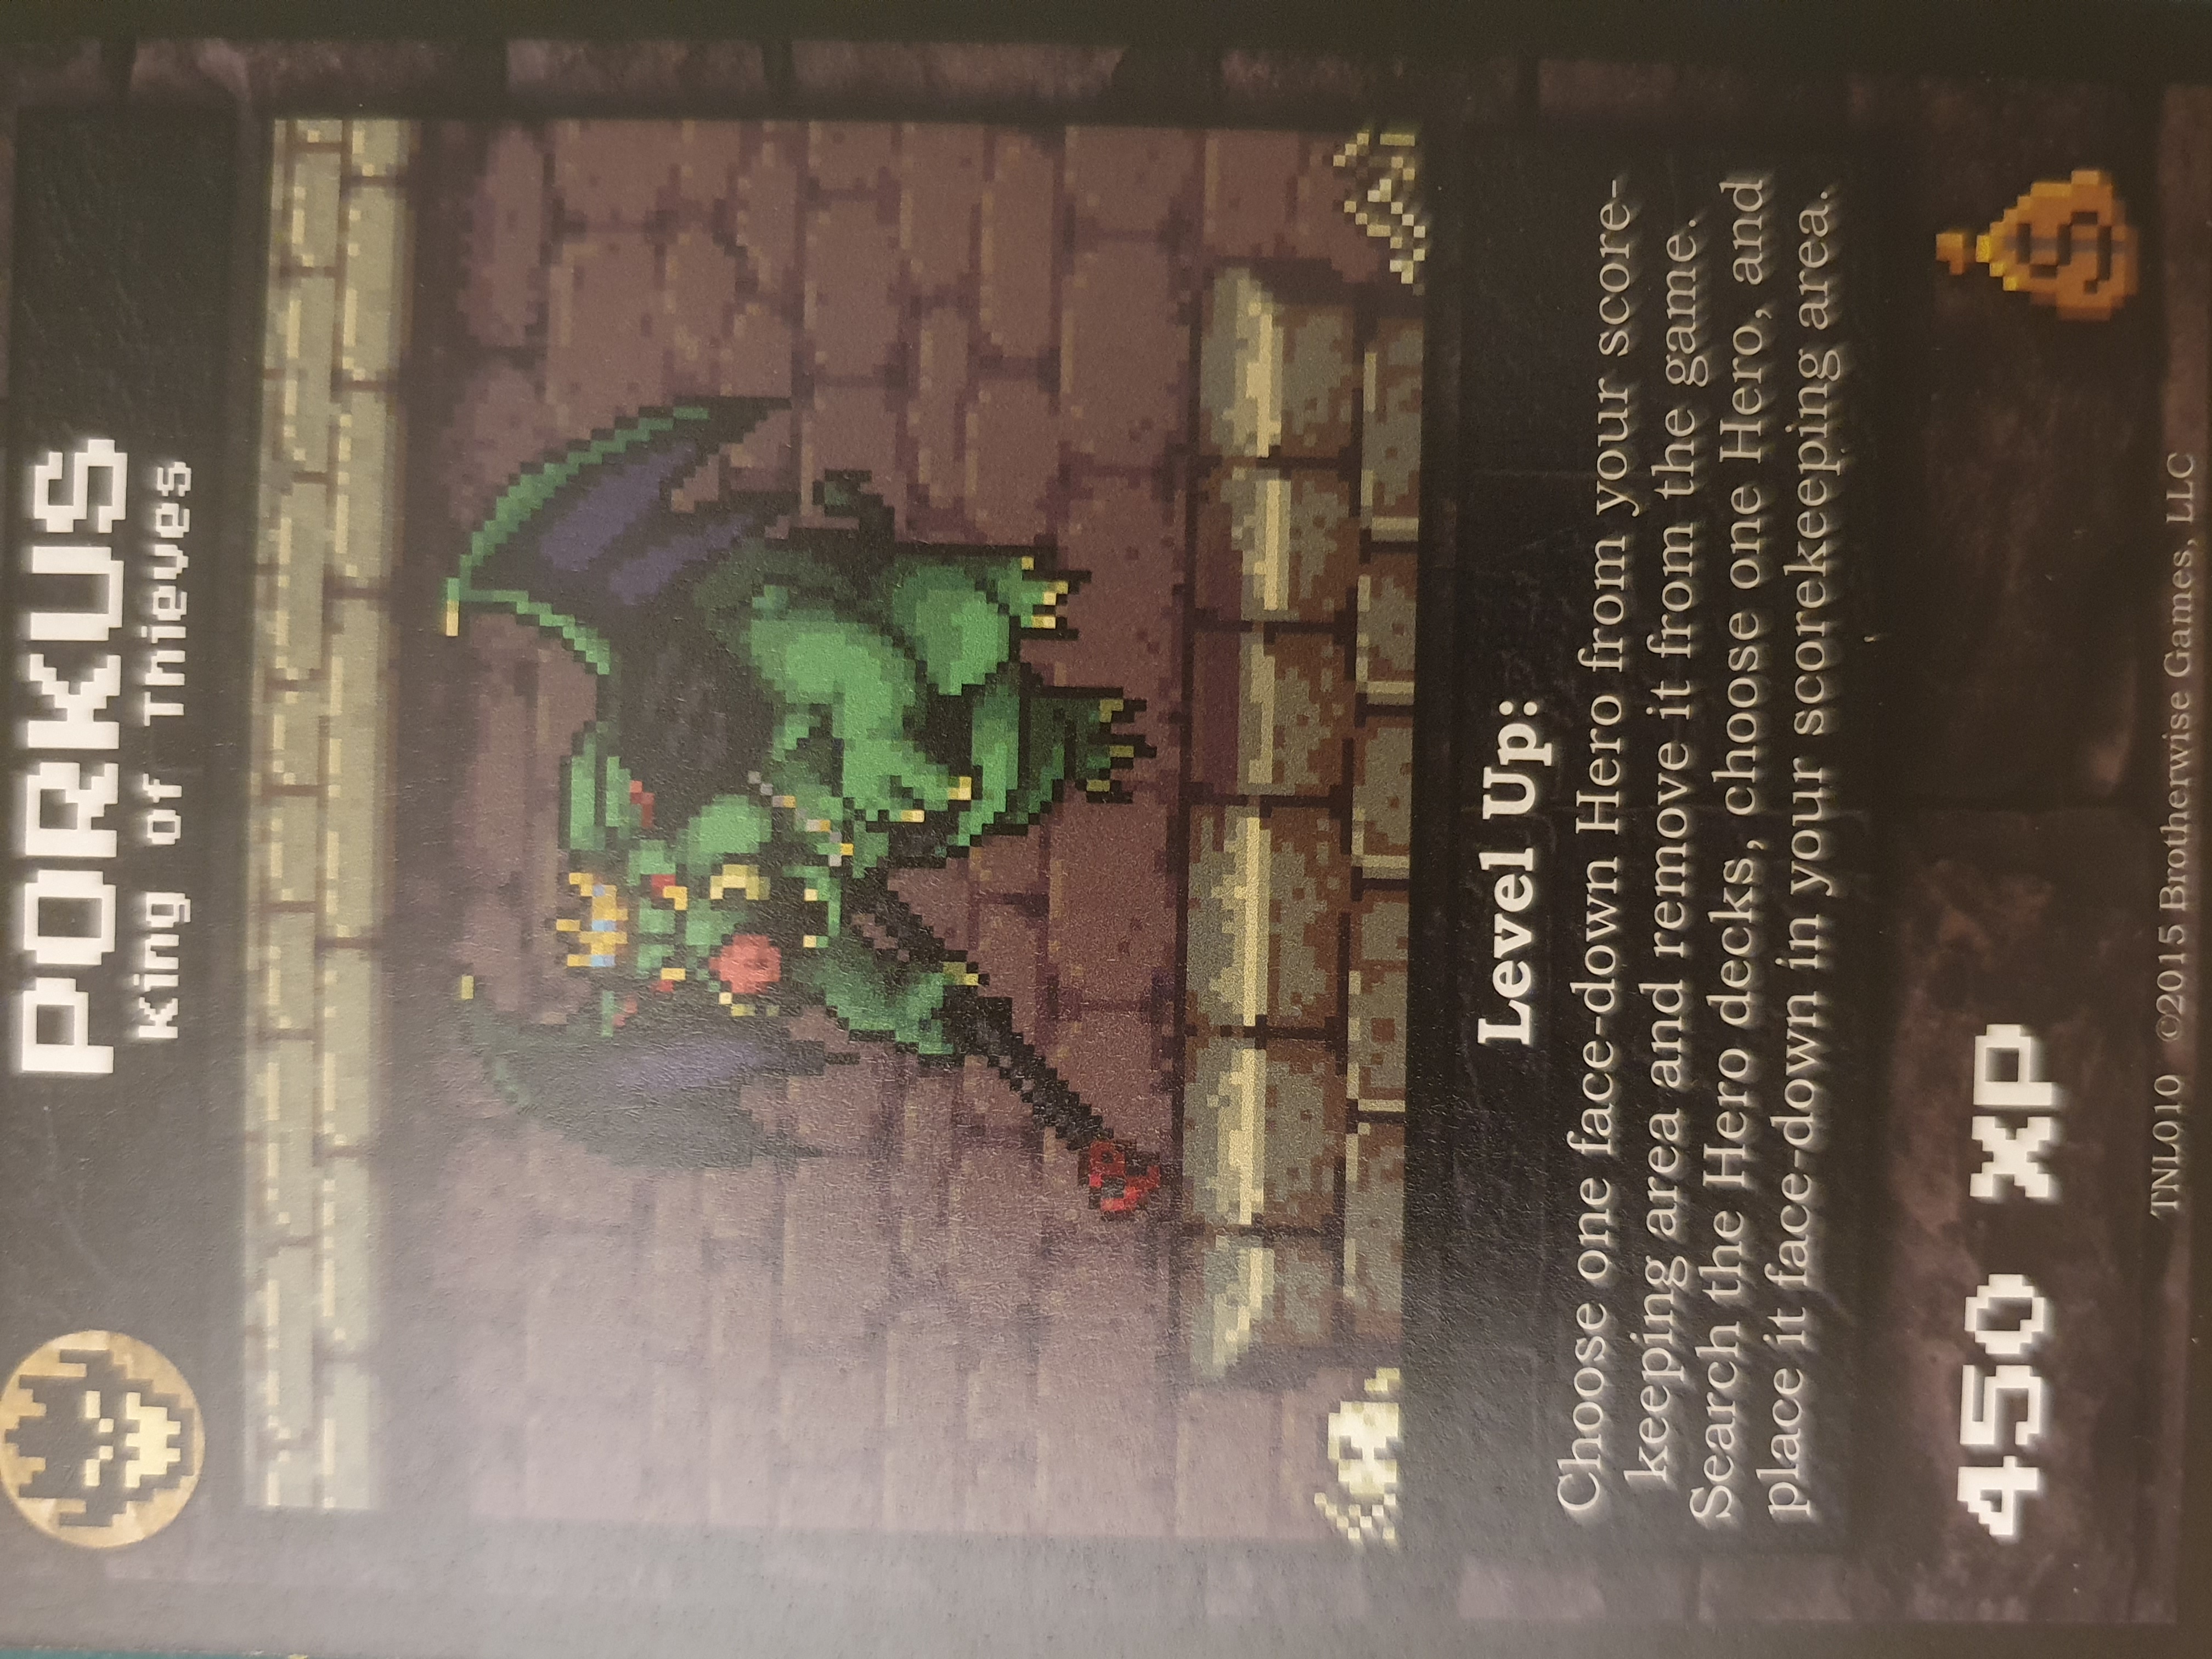 PORKUS
King of Thieves
Level Up:
Choose one face-down Hero from your score-
keeping area and remove it from the game.
Search the Hero decks, choose one Hero, and
place it face-down in your scorekeeping area.
450 XP
$
TNL010 ©2015 Brotherwise Games, LLC